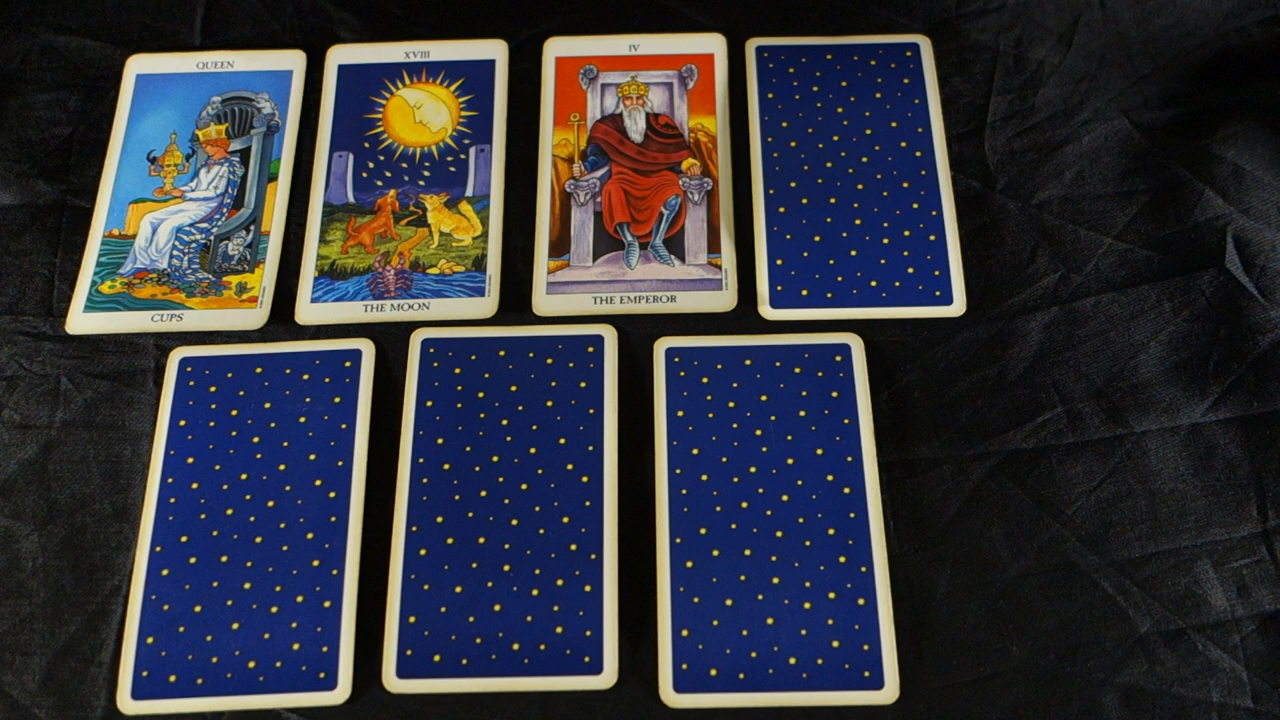 QUEEN
CUPS
XVIII
THE MOON
IV
THE EMPEROR